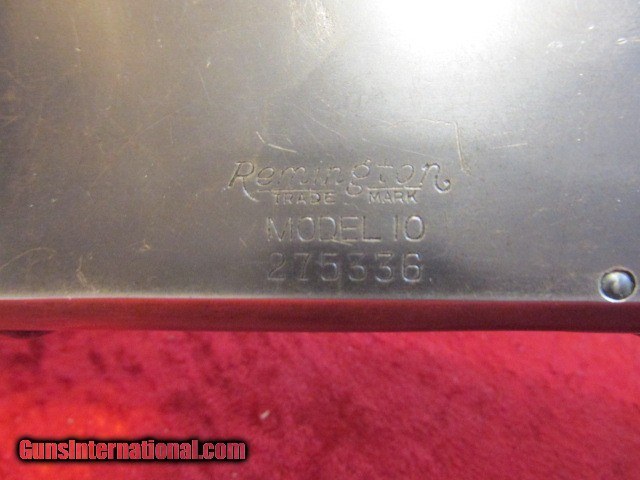 Remington
TRADE MARK
MODEL 10
275336
GunsInternational.com